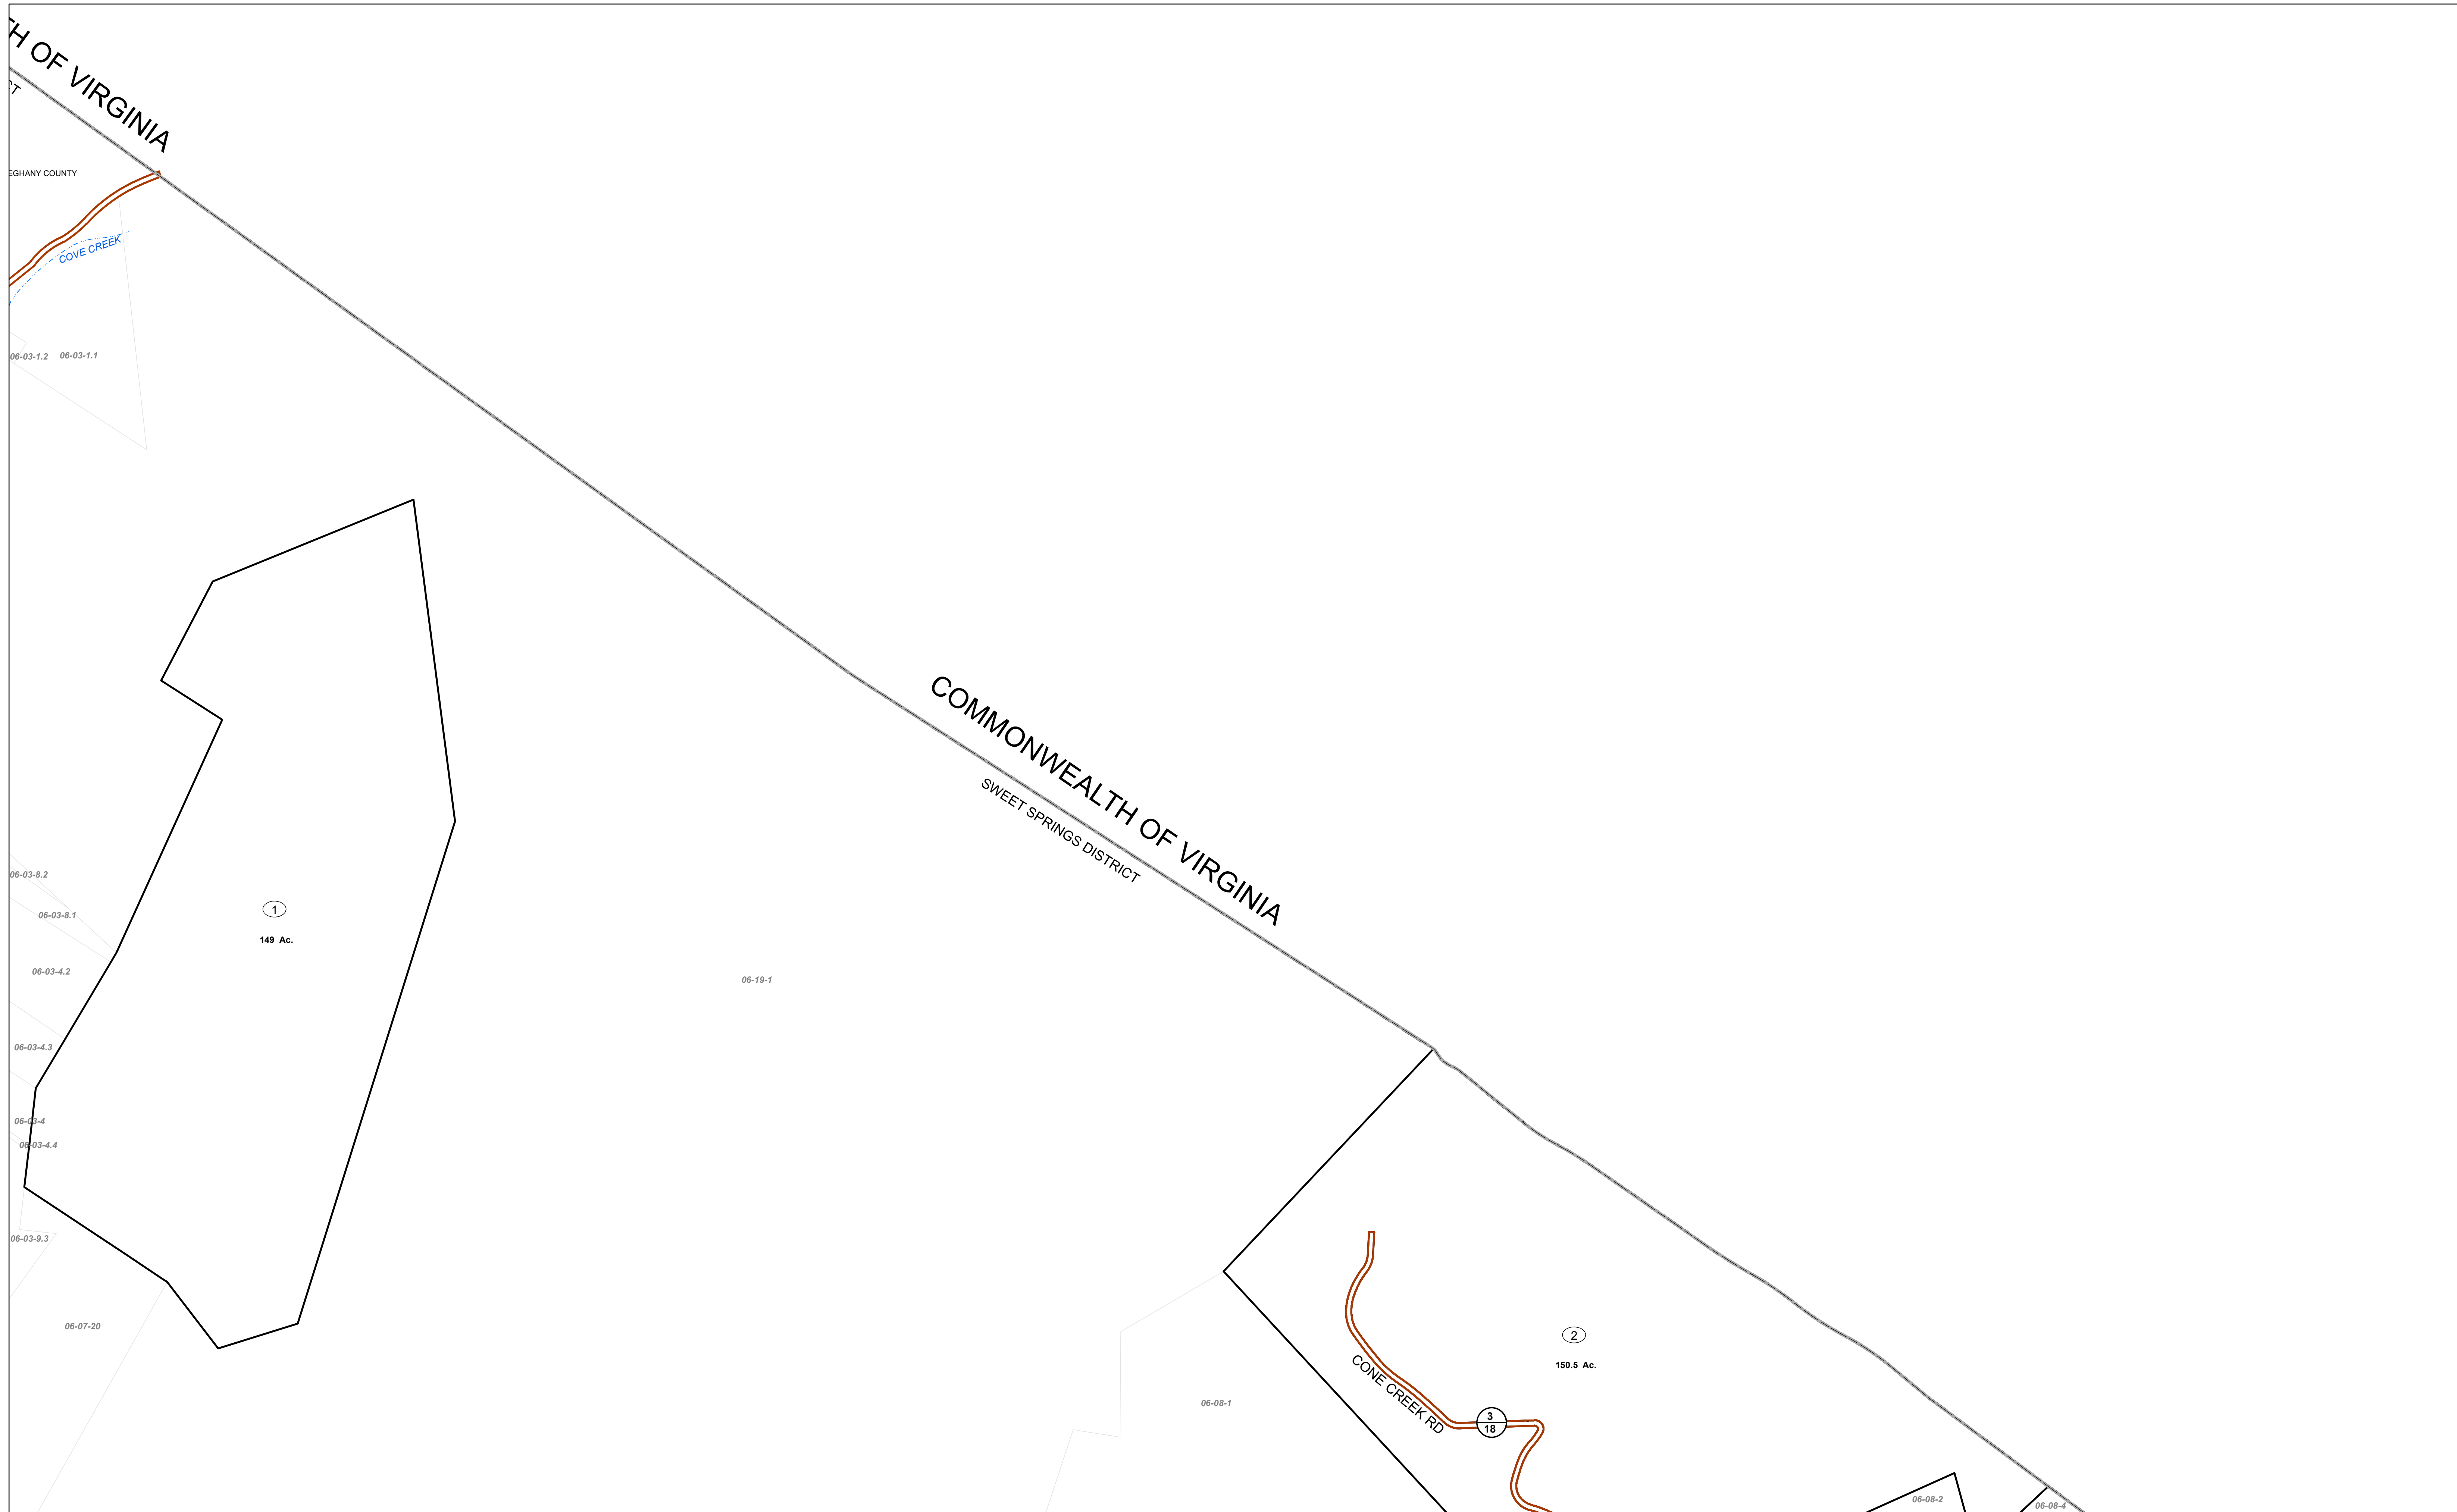 OF VIRGINIA
COUNTY
COVE CREEK
06-03-1.2
06-03-1.1
COMMONWEALTH OF VIRGINIA
SWEET SPRINGS DISTRICT
06-03-8.2
1
06-03-8.1
149 Ac.
06-03-4.2
06-19-1
06-03-4.3
06-03-4
06-03-4.4
06-03-9.3
06-07-20
2
150.5 Ac.
CONE CREEK RD
06-08-1
3
18
06-08-2
06-08-4